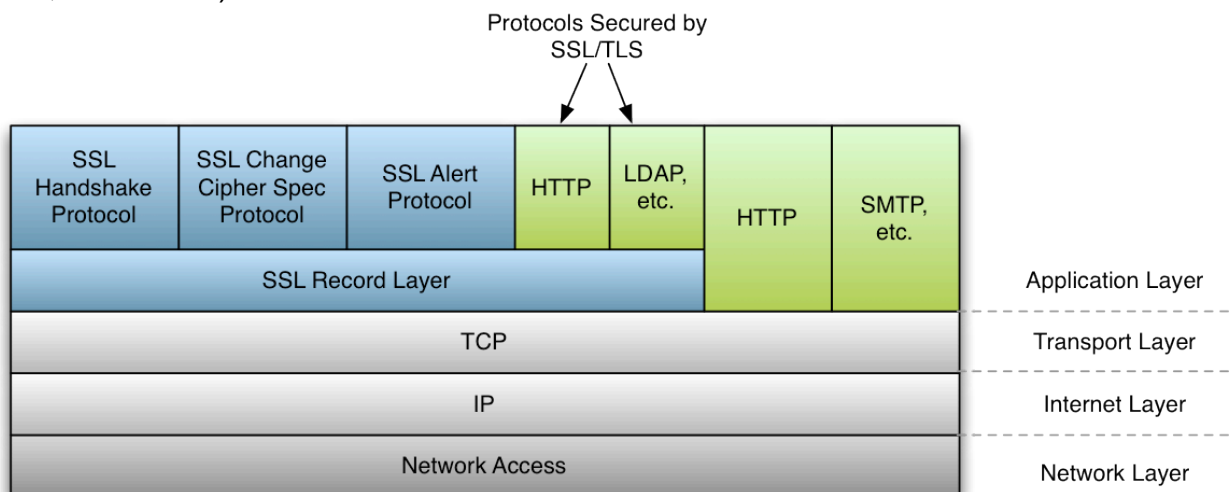 Protocols Secured by
SSL/TLS
SSL
Handshake
Protocol
SSL Change
Cipher Spec
Protocol
SSL Alert
Protocol
HTTP
LDAP,
etc.
HTTP
SMTP,
etc.
SSL Record Layer
Application Layer
TCP
Transport Layer
IP
Internet Layer
Network Access
Network Layer